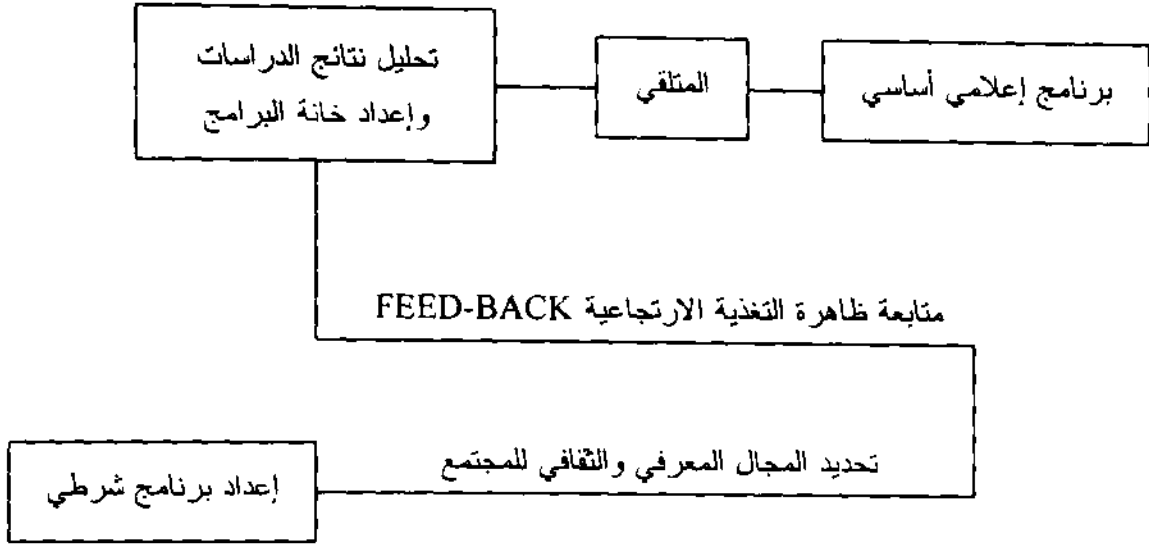 برنامج إعلامي أساسي
المتلقي
تحليل نتائج الدراسات
وإعداد خانة البرامج
متابعة ظاهرة التغذية الارتجاعية FEED-BACK
تحديد المجال المعرفي والثقافي للمجتمع
إعداد برنامج شرطي